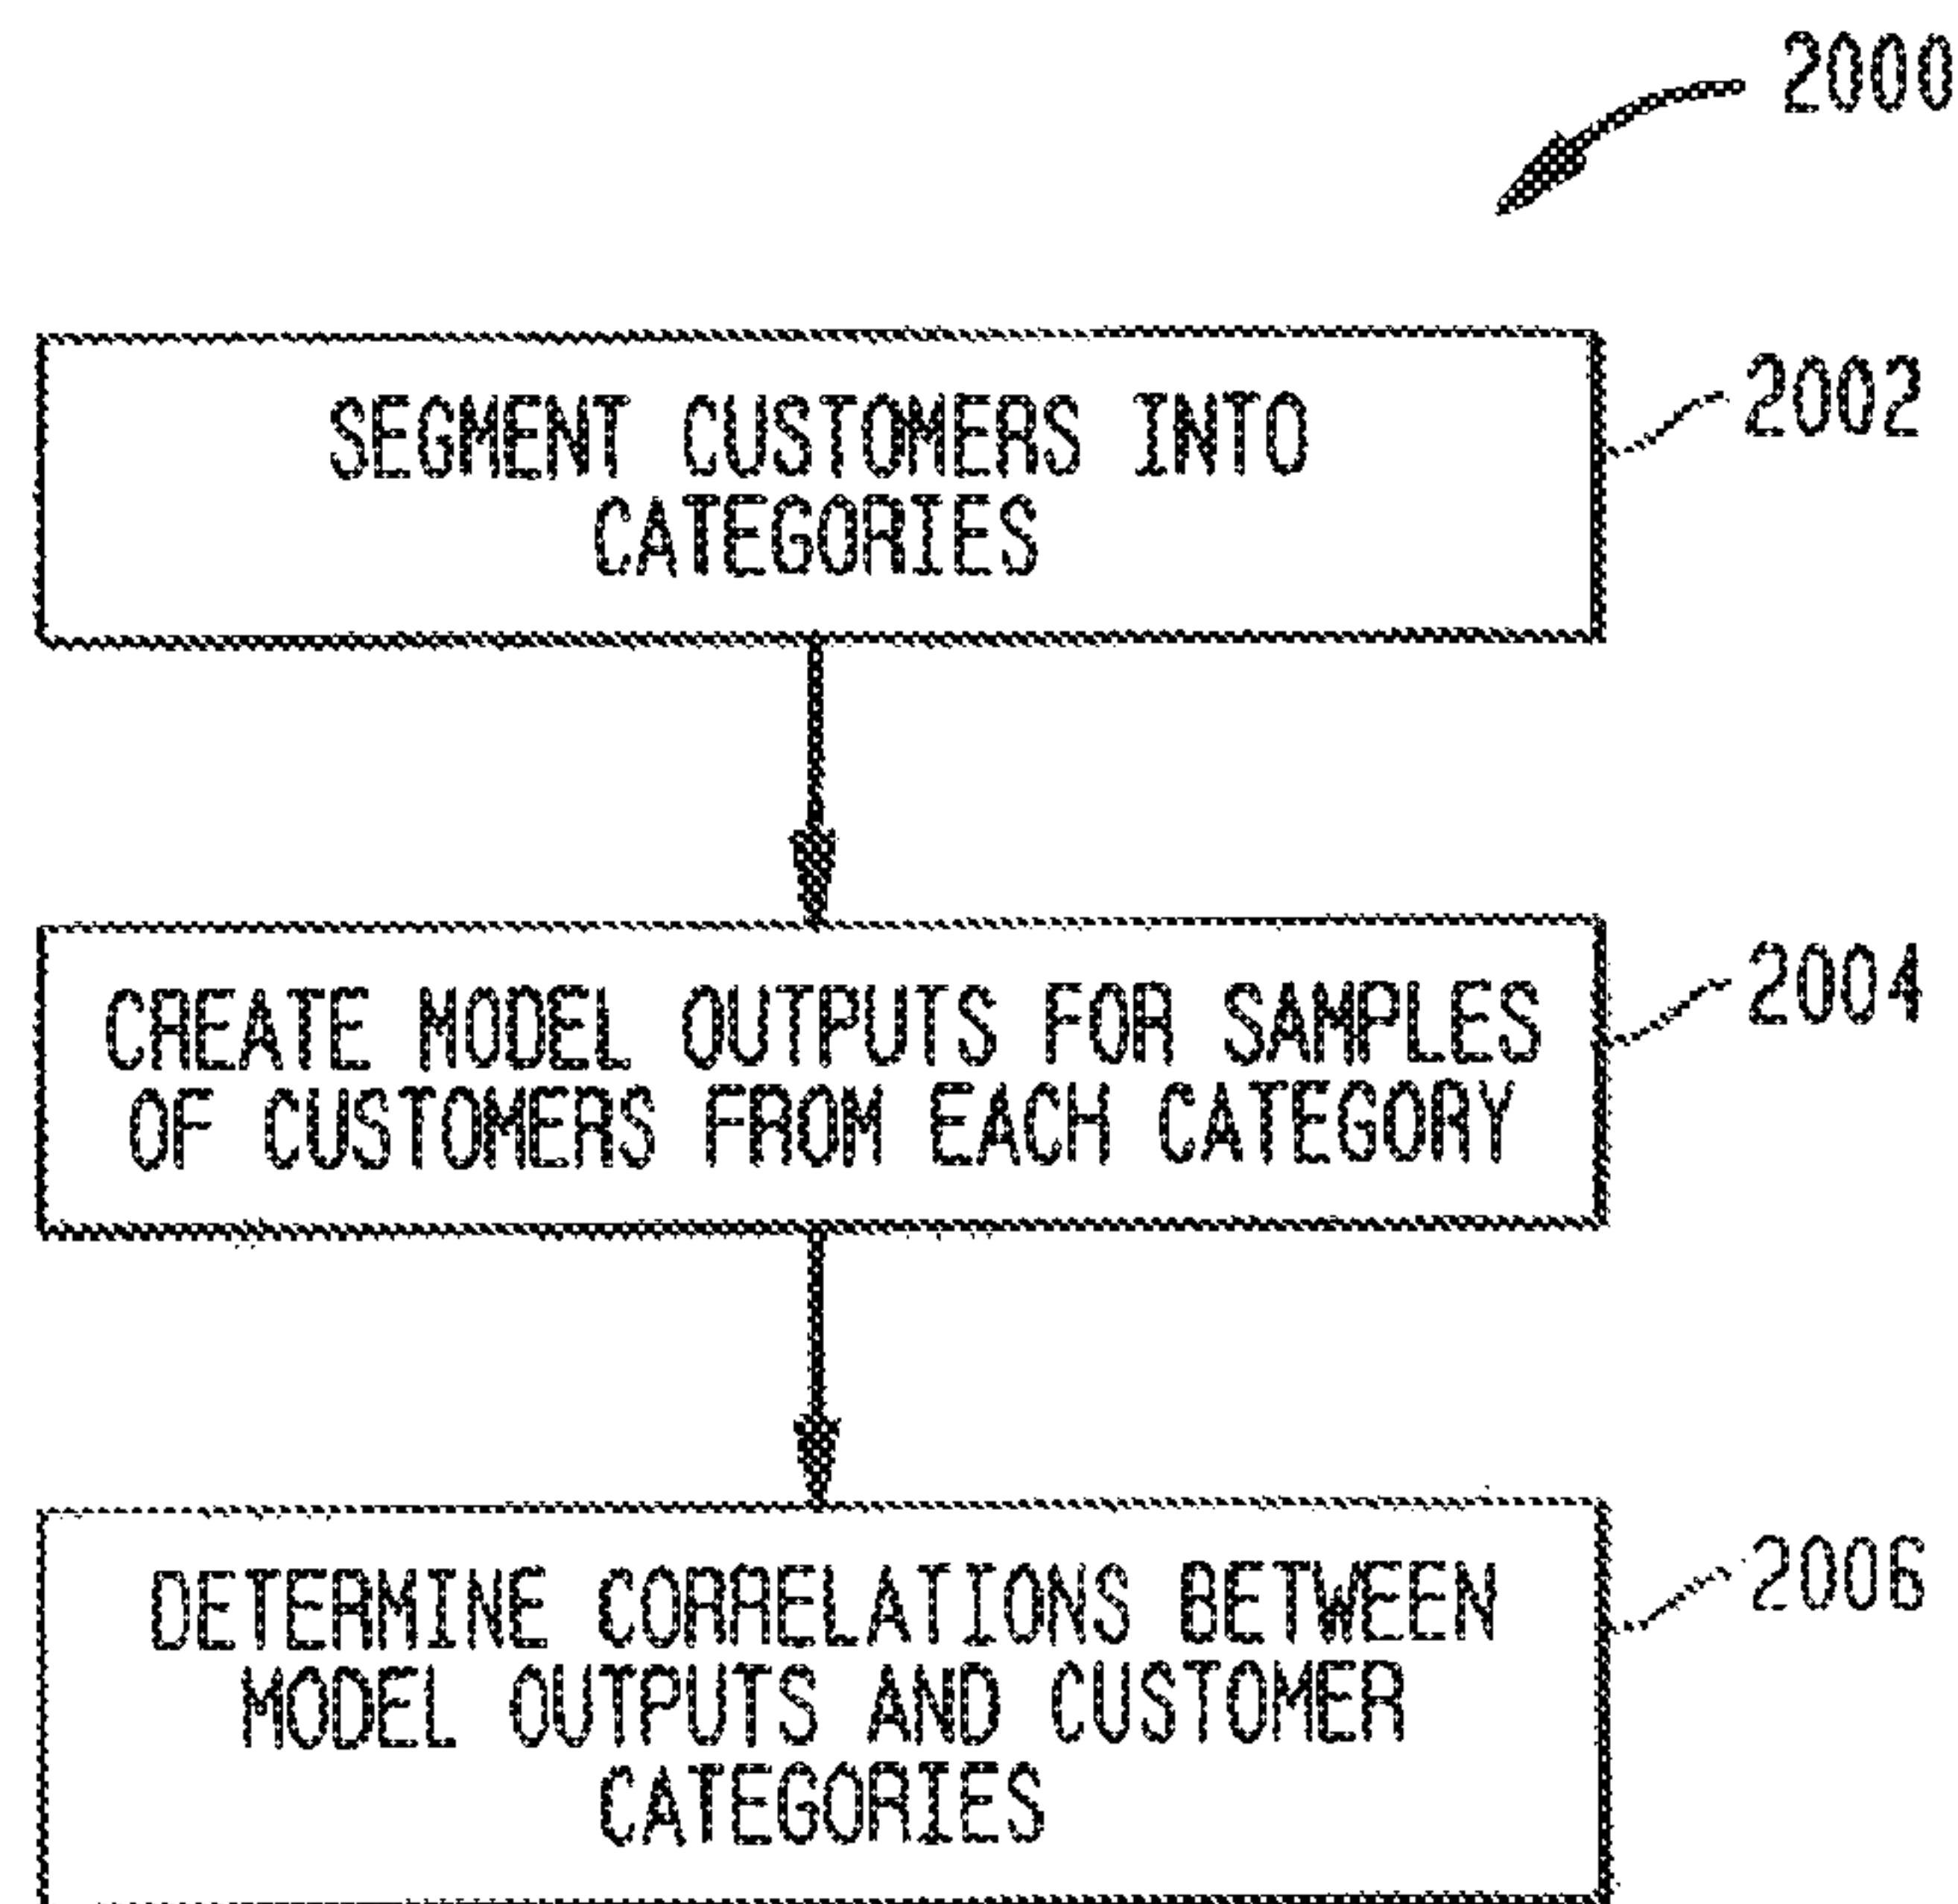 2000
SEGMENT CUSTOMERS INTO
CATEGORIES
2002
CREATE MODEL OUTPUTS FOR SAMPLES
OF CUSTOMERS FROM EACH CATEGORY
2004
DETERMINE CORRELATIONS BETWEEN
MODEL OUTPUTS AND CUSTOMER
CATEGORIES
2006